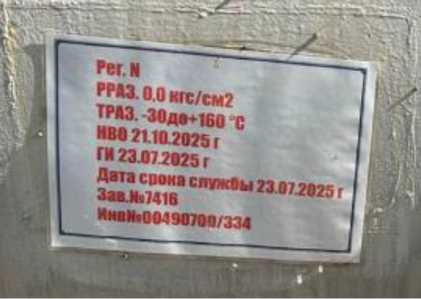 Рег. N
РРАЗ. 0,0 кгс/см2
ТРАЗ. -30до+160 °С
НВО 21.10.2025 г
ГИ 23.07.2025 г
Дата срока службы 23.07.2025 г
Зав.№7416
Инв№00490700/334